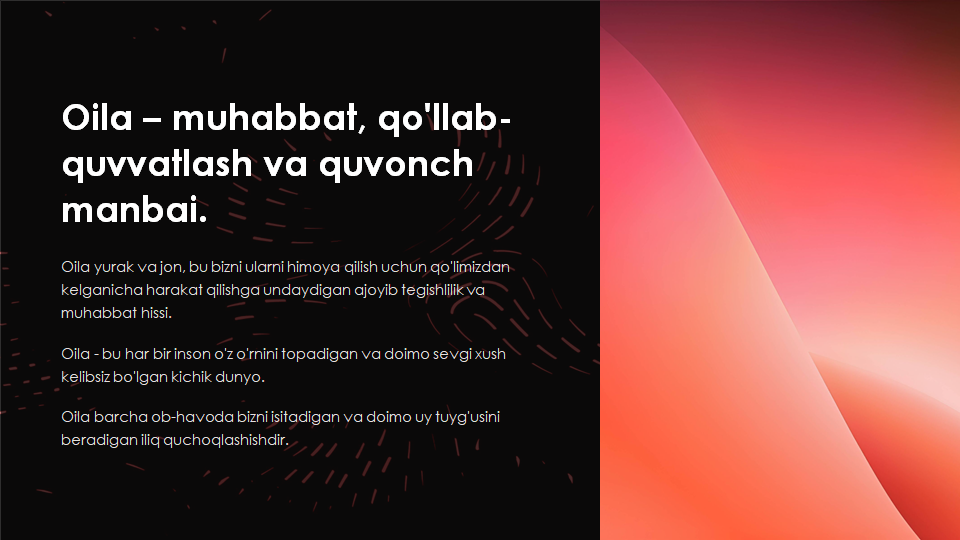 Oila – muhabbat, qo'llab-
quvvatlash va quvonch
manbai.
Oila yurak va jon, bu bizni ularni himoya qilish uchun qo'limizdan
kelganicha harakat qilishga undaydigan ajoyib tegishlilik va
muhabbat hissi.
Oila - bu har bir inson o'z o'rnini topadigan va doimo sevgi xush
kelibsiz bo'lgan kichik dunyo.
Oila barcha ob-havoda bizni isitadigan va doimo uy tuyg'usini
beradigan iliq quchoqlashishdir.